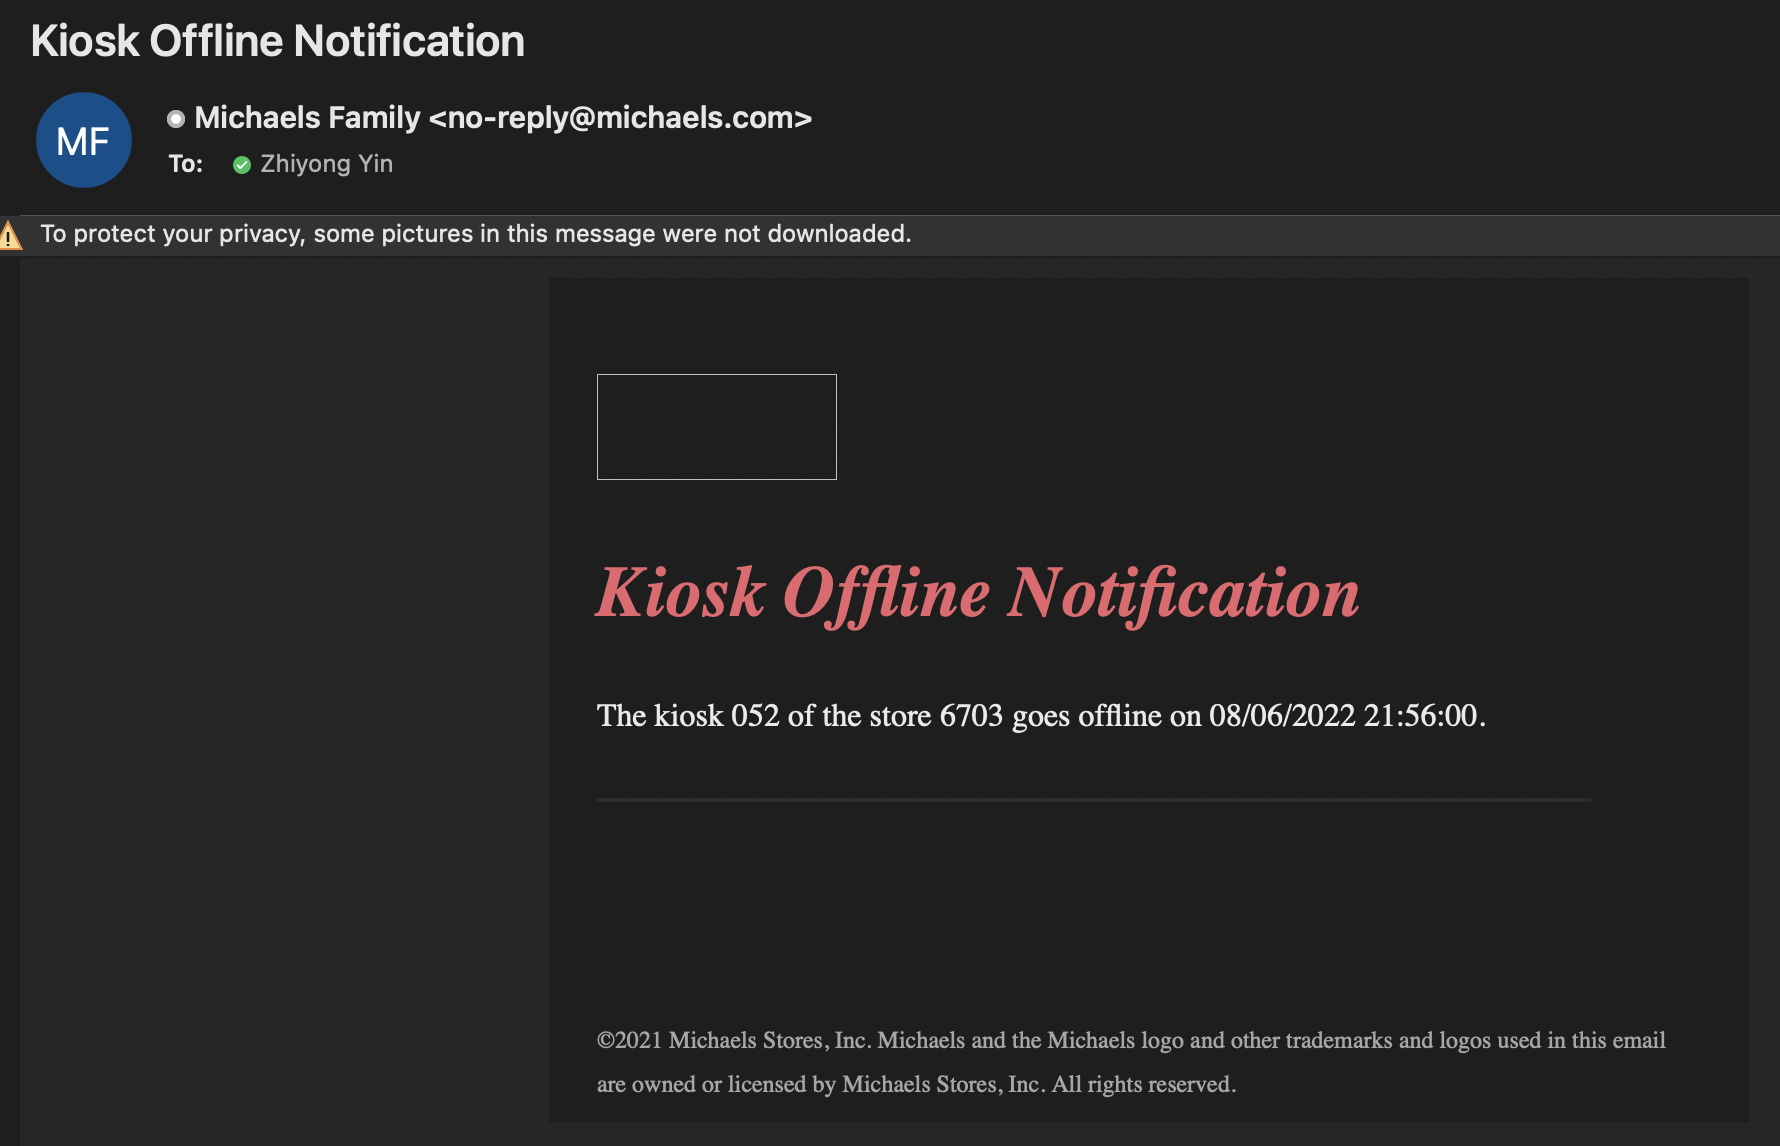 Kiosk Offline Notification
MF
Michaels Family <no-reply@michaels.com>
To: Zhiyong Yin
To protect your privacy, some pictures in this message were not downloaded.
Kiosk Offline Notification
The kiosk 052 of the store 6703 goes offline on 08/06/2022 21:56:00.
©2021 Michaels Stores, Inc. Michaels and the Michaels logo and other trademarks and logos used in this email
are owned or licensed by Michaels Stores, Inc. All rights reserved.